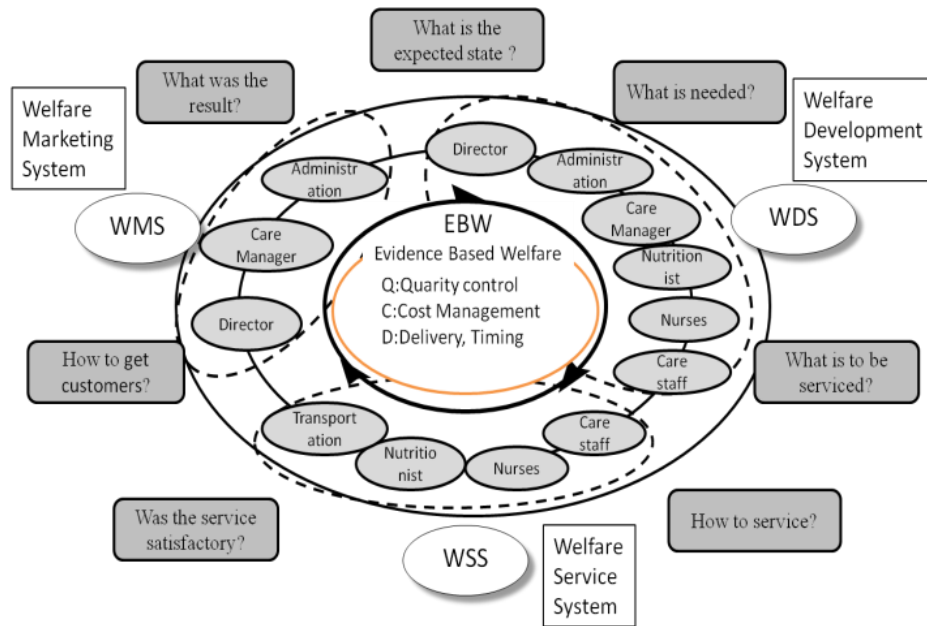 What is the
expected state ?
What was the
result?
What is needed?
Welfare
Marketing
System
Welfare
Development
System
Director
Administr
ation
Administr
ation
Care
Manager
WMS
WDS
Care
Manager
EBW
Evidence Based Welfare
Q:Quarity control
C:Cost Management
D:Delivery, Timing
Nutrition
ist
Director
Nurses
How to get
customers?
Care
staff
What is to be
serviced?
Transport
ation
Care
staff
Nutritio
nist
Nurses
Was the service
satisfactory?
How to service?
WSS
Welfare
Service
System